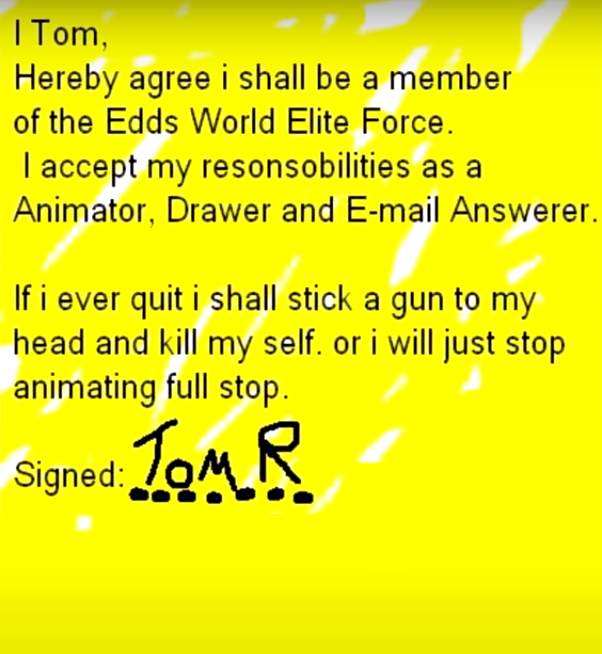 I Tom,
Hereby agree i shall be a member
of the Edds World Elite Force.
I accept my resonsobilities as a
Animator, Drawer and E-mail Answerer.
If i ever quit i shall stick a gun to my
head and kill my self. or i will just stop
animating full stop.
Signed: Tom R